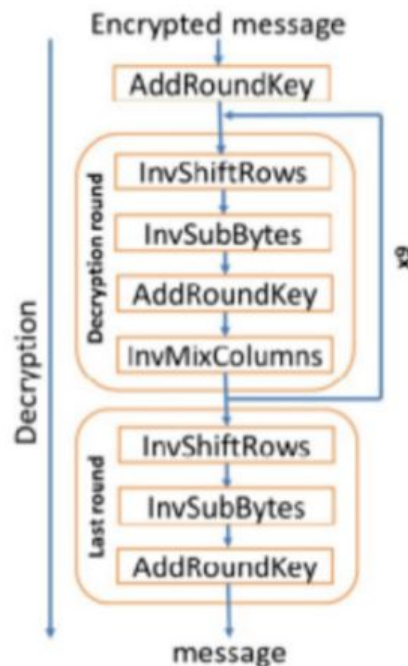 Encrypted message
AddRoundKey
Decryption round
InvShiftRows
InvSubBytes
AddRoundKey
InvMixColumns
x9
Decryption
Last round
InvShiftRows
InvSubBytes
AddRoundKey
message